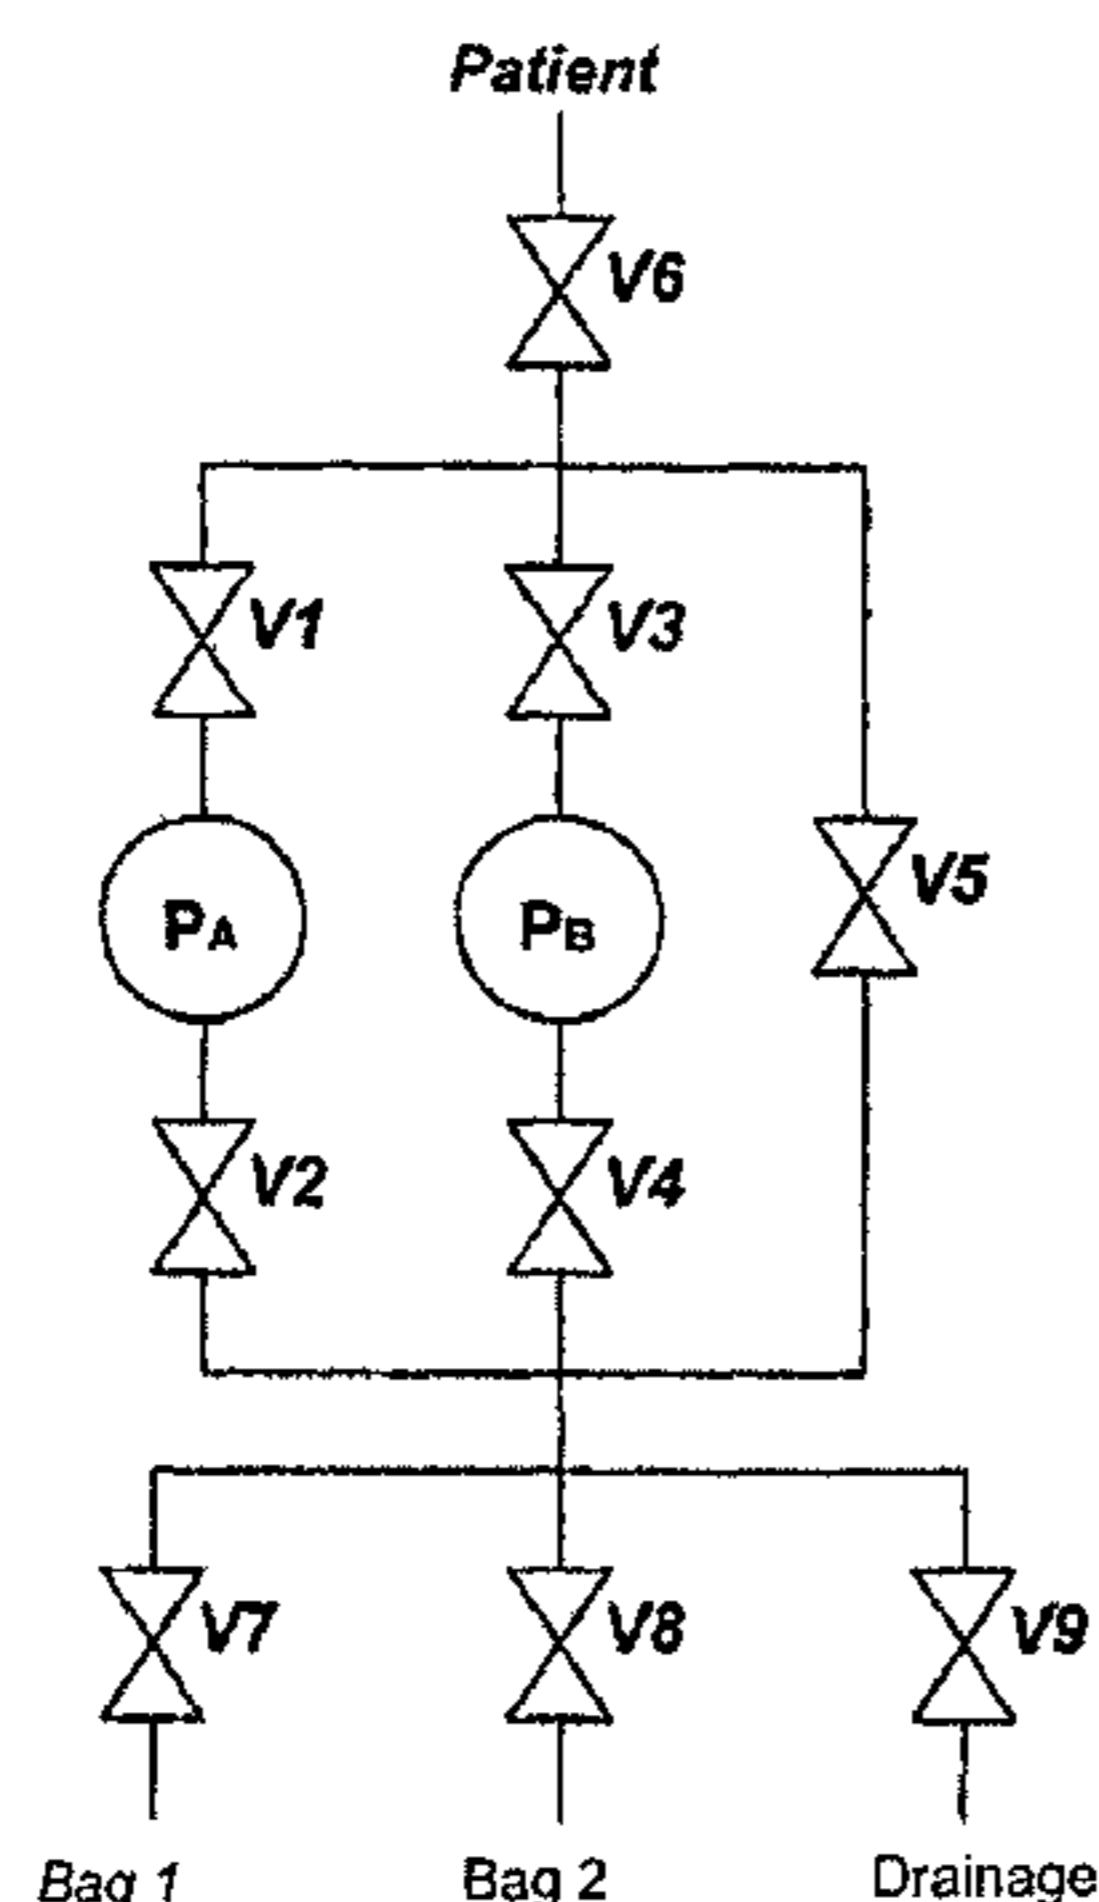 Patient
V6
V1 V3
V5
PA PB
V2 V4
V7 V8 V9
Bag 1 Bag 2 Drainage